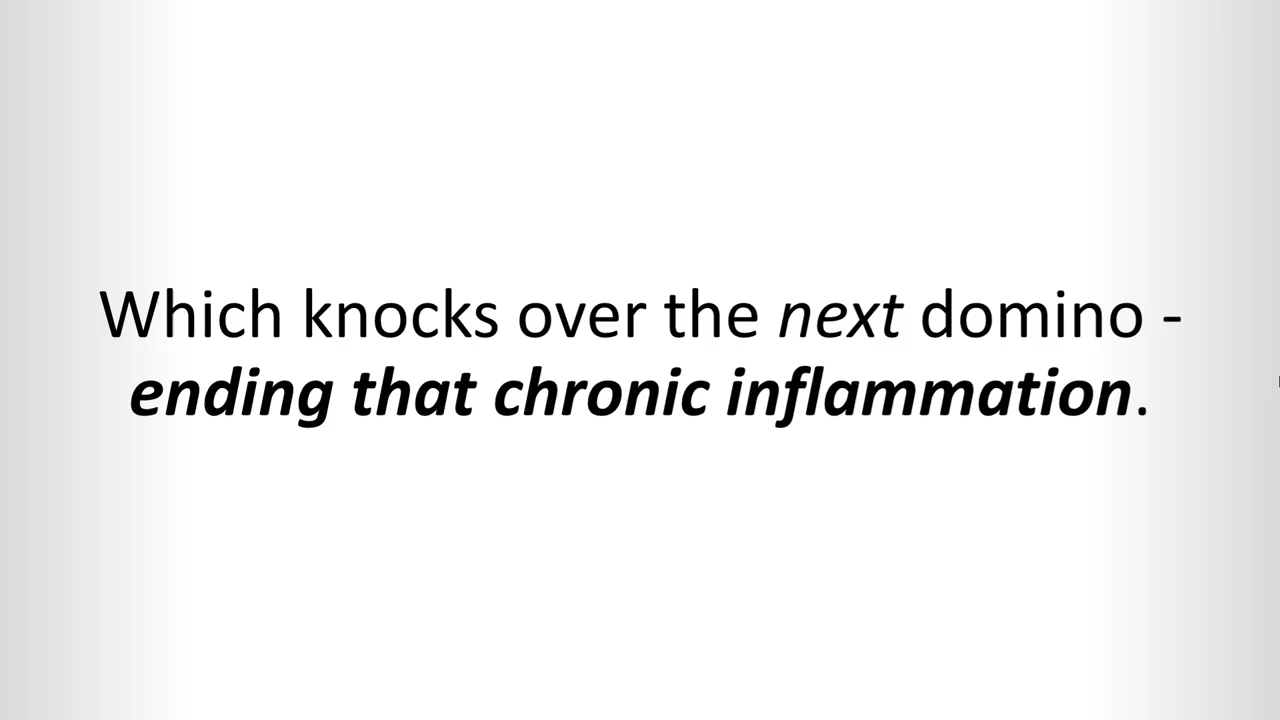 Which knocks over the next domino -
ending that chronic inflammation.